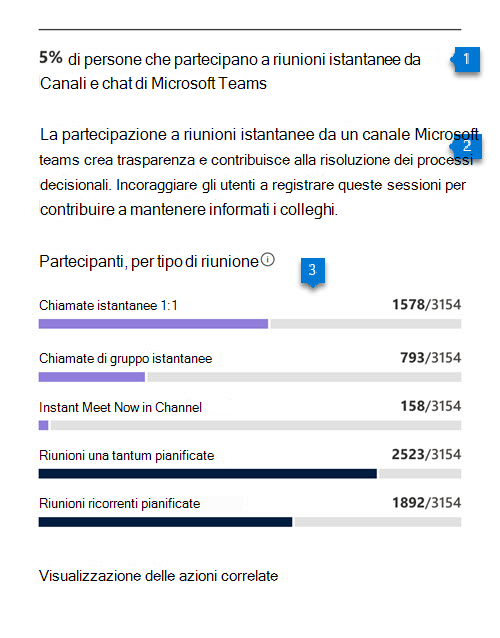 5% di persone che partecipano a riunioni istantanee da
1
Canali e chat di Microsoft Teams
La partecipazione a riunioni istantanee da un canale Microsoft
2
teams crea trasparenza e contribuisce alla risoluzione dei processi
decisionali. Incoraggiare gli utenti a registrare queste sessioni per
contribuire a mantenere informati i colleghi.
Partecipanti, per tipo di riunione
3
Chiamate istantanee 1:1 1578/3154
Chiamate di gruppo istantanee 793/3154
Instant Meet Now in Channel 158/3154
Riunioni una tantum pianificate 2523/3154
Riunioni ricorrenti pianificate 1892/3154
Visualizzazione delle azioni correlate